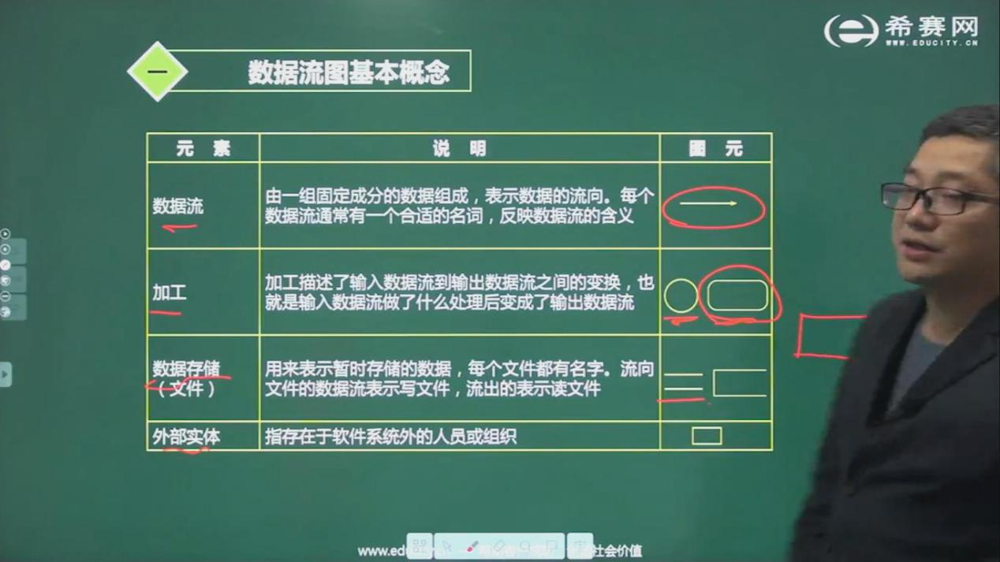 希赛网
WWW.EDUCITY.CN
一
数据流图基本概念
元 素
说 明
图 元
数据流
由一组固定成分的数据组成，表示数据的流向。每个
数据流通常有一个合适的名词，反映数据流的含义
加工
加工描述了输入数据流到输出数据流之间的变换，也
就是输入数据流做了什么处理后变成了输出数据流
数据存储
（文件）
用来表示暂时存储的数据，每个文件都有名字。流向
文件的数据流表示写文件，流出的表示读文件
外部实体
指存在于软件系统外的人员或组织
www.edu
社会价值